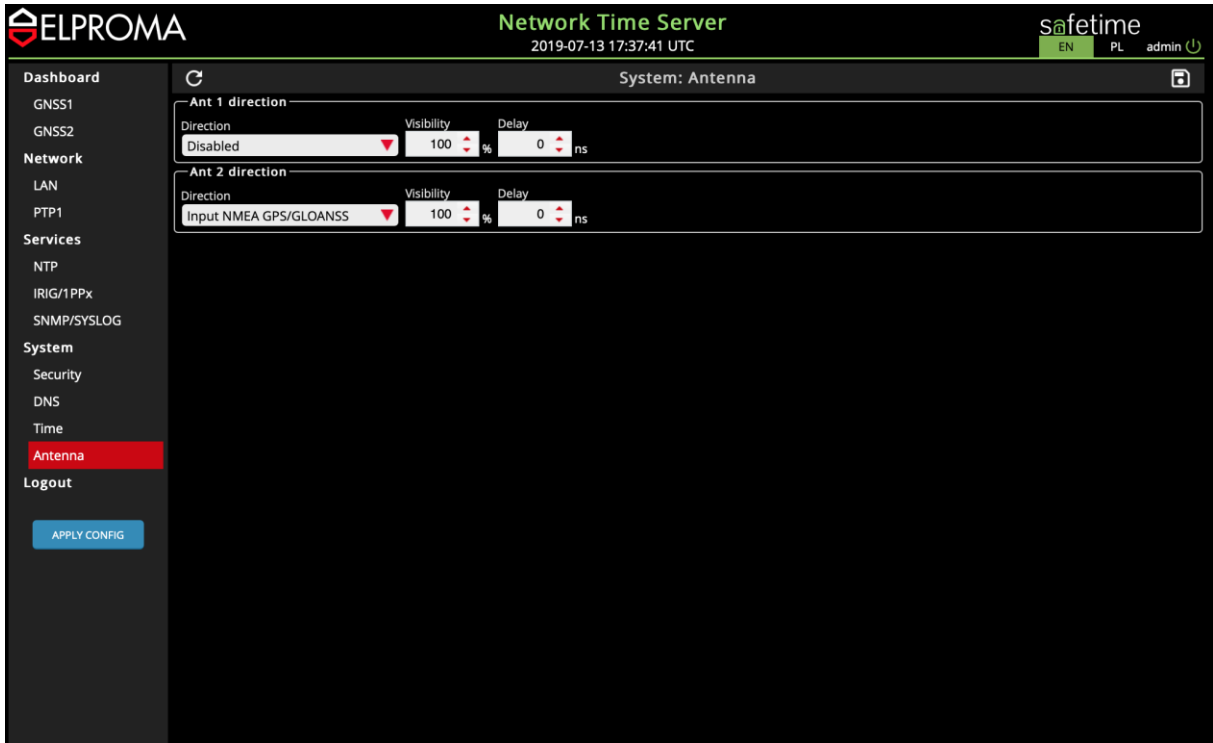 ELPROMA
Network Time Server
2019-07-13 17:37:41 UTC
safetime
EN PL admin
Dashboard
GNSS1
GNSS2
Network
LAN
PTP1
Services
NTP
IRIG/1PPx
SNMP/SYSLOG
System
Security
DNS
Time
Antenna
Logout
APPLY CONFIG
System: Antenna
Ant 1 direction
Direction Visibility Delay
Disabled 100 % 0 ns
Ant 2 direction
Direction Visibility Delay
Input NMEA GPS/GLOANSS 100 % 0 ns